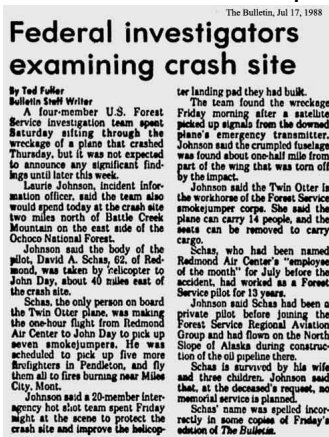 The Bulletin, Jul 17, 1988
Federal investigators
examining crash site
By Ted Fuller
Bulletin Staff Writer
A four-member U.S. Forest
Service investigation team spent
Saturday sifting through the
wreckage of a plane that crashed
Thursday, but it was not expected
to announce any significant find-
ings until later this week.
Laurie Johnson, incident infor-
mation officer, said the team also
would spend today at the crash site
two miles north of Battle Creek
Mountain on the east side of the
Ochoco National Forest.
Johnson said the body of the
pilot, David A. Schas, 62, of Red-
mond, was taken by helicopter to
John Day, about 40 miles east of
the crash site.
Schas, the only person on board
the Twin Otter plane, was making
the one-hour flight from Redmond
Air Center to John Day to pick up
seven smokejumpers. He was
scheduled to pick up five more
firefighters in Pendleton, and fly
them all to fires burning near Miles
City, Mont.
Johnson said a 20-member inter-
agency hot shot team spent Friday
night at the scene to protect the
crash site and improve the helicop-
ter landing pad they had built.
The team found the wreckage
Friday morning after a satellite
picked up signals from the downed
plane's emergency transmitter.
Johnson said the crumpled fuselage
was found about one-half mile from
part of the wing that was torn off
by the impact.
Johnson said the Twin Otter is
the workhorse of the Forest Service
smokejumper corps. She said the
plane can carry 14 people, and the
seats can be removed to carry
cargo.
Schas, who had been named
Redmond Air Center's "employee
of the month" for July before the
accident, had worked as a Forest
Service pilot for 13 years.
Johnson said Schas had been a
private pilot before joining the
Forest Service Regional Aviation
Group and had flown on the North
Slope of Alaska during construc-
tion of the oil pipeline there.
Schas is survived by his wife
and three children. Johnson said
that, at the deceased's request, no
memorial service is planned.
Schas' name was spelled incor-
rectly in some copies of Friday's
edition of The Bulletin.